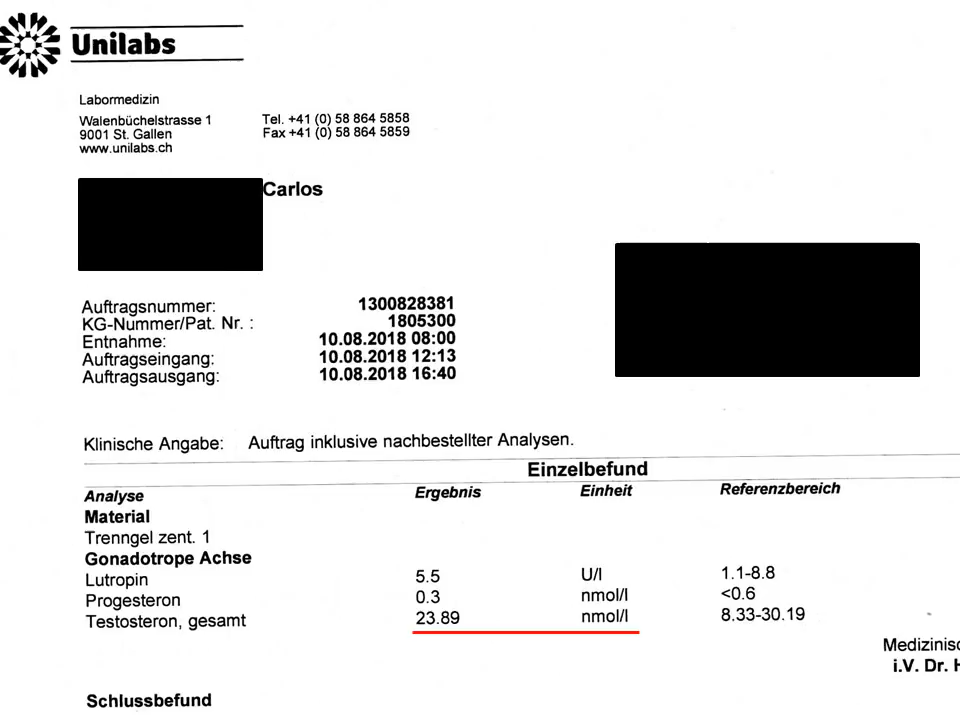 Unilabs
Labormedizin
Walenbüchelstrasse 1
9001 St. Gallen
www.unilabs.ch
Tel. +41 (0) 58 864 5858
Fax +41 (0) 58 864 5859
Carlos
Auftragsnummer: 1300828381
KG-Nummer/Pat. Nr. : 1805300
Entnahme: 10.08.2018 08:00
Auftragseingang: 10.08.2018 12:13
Auftragsausgang: 10.08.2018 16:40
Klinische Angabe: Auftrag inklusive nachbestellter Analysen.
Einzelbefund
Analyse Ergebnis Einheit Referenzbereich
Material
Trenngel zent. 1
Gonadotrope Achse
Lutropin 5.5 U/l 1.1-8.8
Progesteron 0.3 nmol/l <0.6
Testosteron, gesamt 23.89 nmol/l 8.33-30.19
Medizinisc
i.V. Dr. H
Schlussbefund